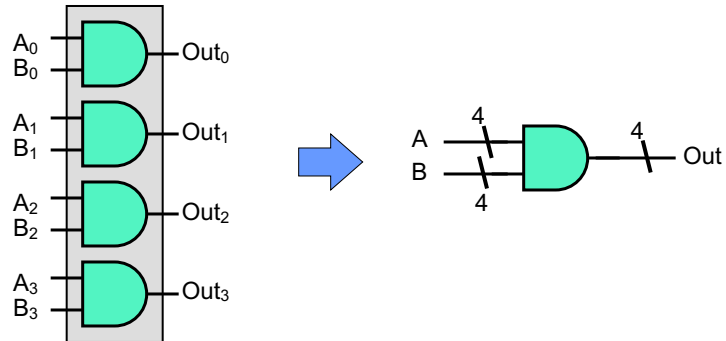 A₀
B₀
Out₀
A₁
B₁
Out₁
A₂
B₂
Out₂
A₃
B₃
Out₃
4
A
B
4
4
Out